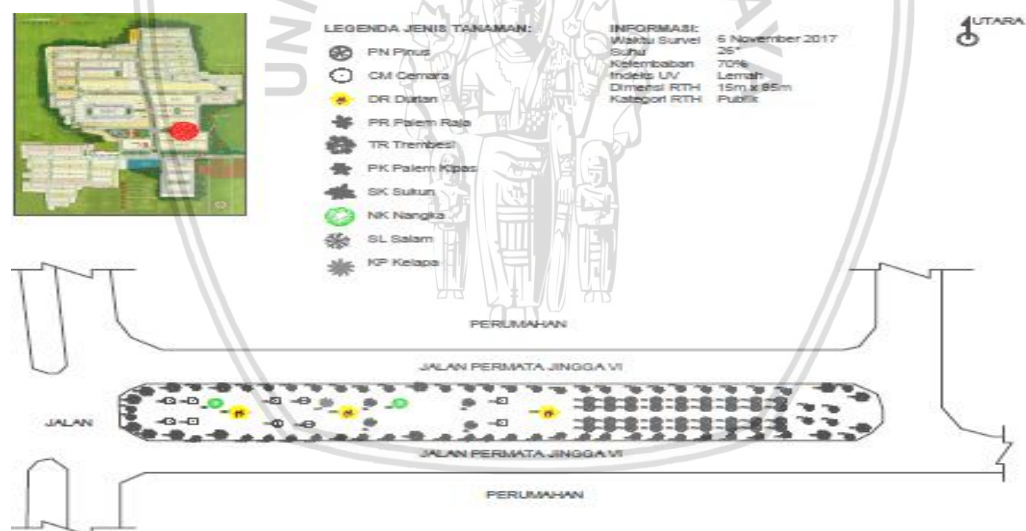 UTARA
LEGENDA JENIS TANAMAN:
PN Pinus
CM Cemara
DR Durian
PR Palem Raja
TR Trembesi
PK Palem Kipas
SK Sukun
NK Nangka
SL Salam
KP Kelapa
INFORMASI:
Waktu Survei 6 November 2017
Suhu 26°
Kelembaban 70%
Indeks UV Lemah
Dimensi RTH 15m x 85m
Kategori RTH Publik
PERUMAHAN
JALAN PERMATA JINGGA VI
JALAN
JALAN PERMATA JINGGA VI
PERUMAHAN